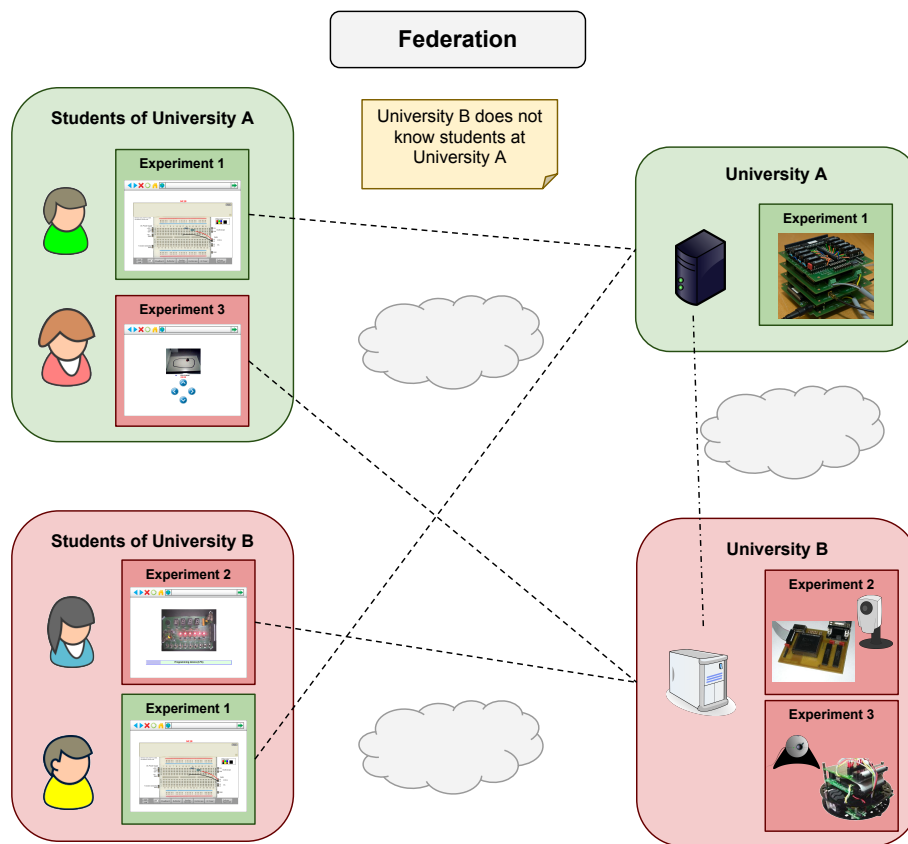 Federation
Students of University A
Experiment 1
Experiment 3
University B does not
know students at
University A
University A
Experiment 1
Students of University B
Experiment 2
Experiment 1
University B
Experiment 2
Experiment 3